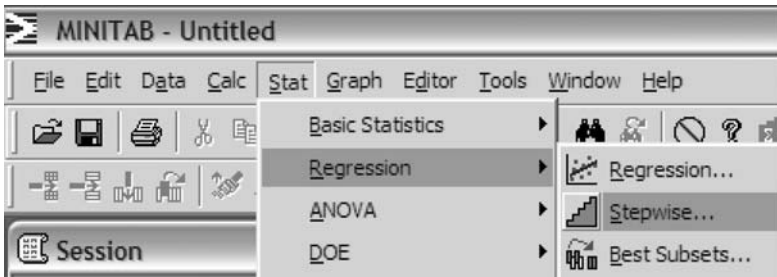 MINITAB - Untitled
File Edit Data Calc Stat Graph Editor Tools Window Help
Basic Statistics
Regression
Regression...
ANOVA
Stepwise...
Session
DOE
Best Subsets...